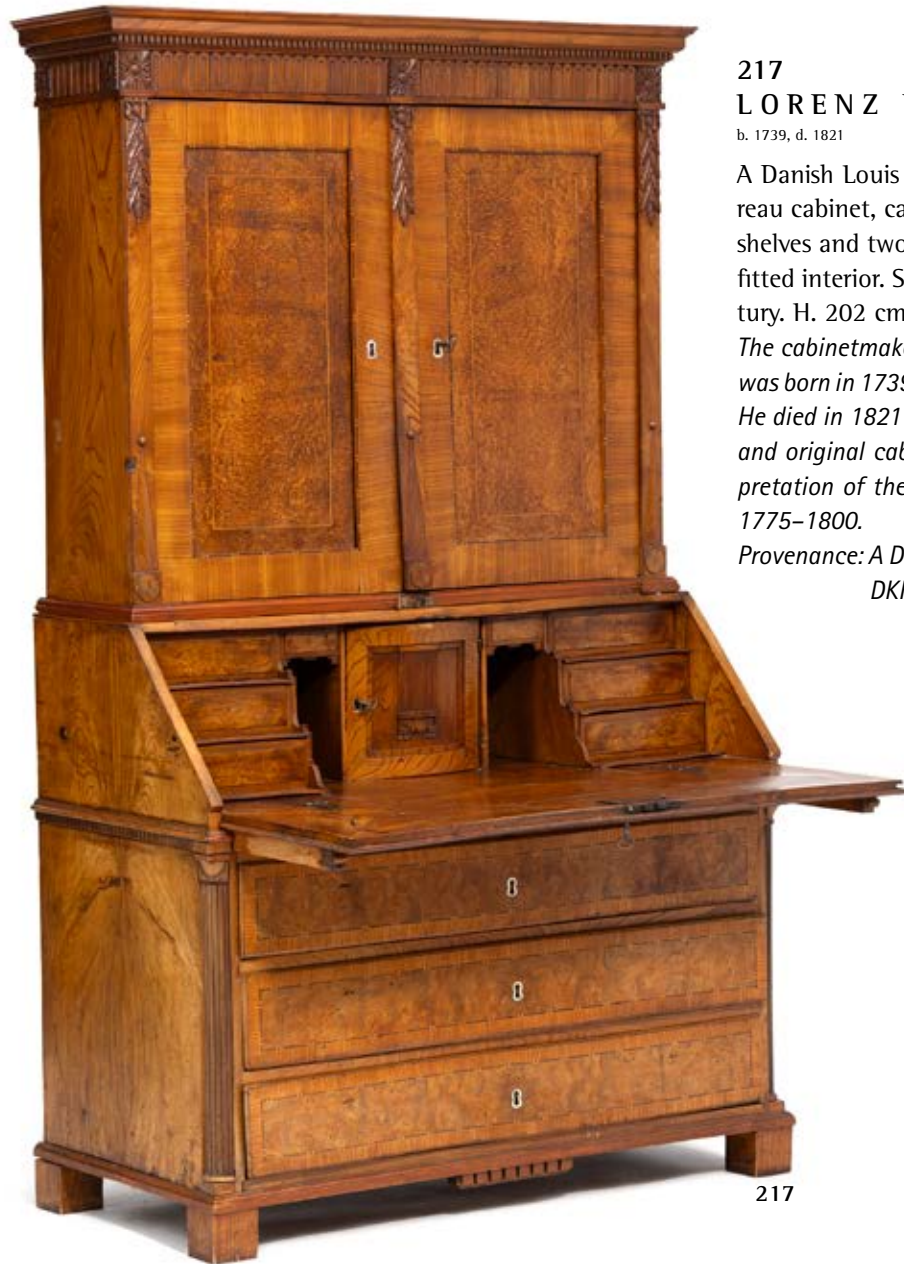 217
LORENZ
b. 1739, d. 1821
A Danish Louis
reau cabinet, ca
shelves and two
fitted interior. S
tury. H. 202 cm
The cabinetmake
was born in 1739
He died in 1821
and original cab
pretation of the
1775–1800.
Provenance: A D
DKK
217